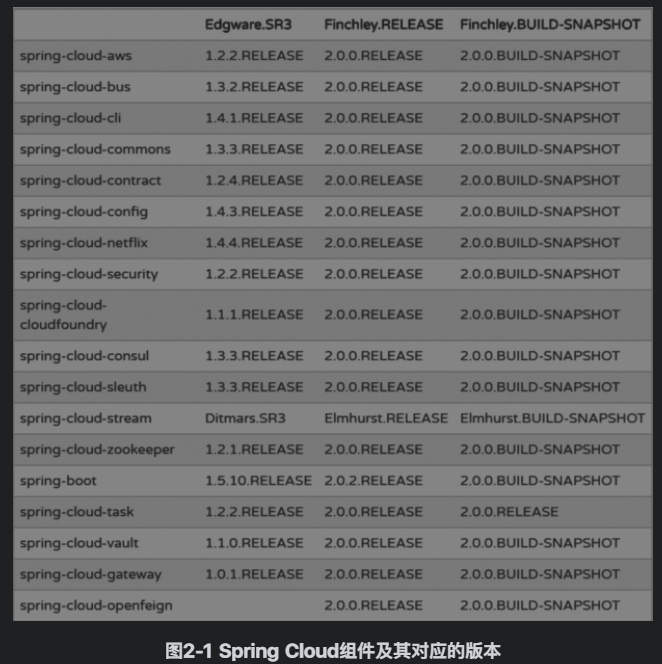 Edgware.SR3 Finchley.RELEASE Finchley.BUILD-SNAPSHOT
spring-cloud-aws 1.2.2.RELEASE 2.0.0.RELEASE 2.0.0.BUILD-SNAPSHOT
spring-cloud-bus 1.3.2.RELEASE 2.0.0.RELEASE 2.0.0.BUILD-SNAPSHOT
spring-cloud-cli 1.4.1.RELEASE 2.0.0.RELEASE 2.0.0.BUILD-SNAPSHOT
spring-cloud-commons 1.3.3.RELEASE 2.0.0.RELEASE 2.0.0.BUILD-SNAPSHOT
spring-cloud-contract 1.2.4.RELEASE 2.0.0.RELEASE 2.0.0.BUILD-SNAPSHOT
spring-cloud-config 1.4.3.RELEASE 2.0.0.RELEASE 2.0.0.BUILD-SNAPSHOT
spring-cloud-netflix 1.4.4.RELEASE 2.0.0.RELEASE 2.0.0.BUILD-SNAPSHOT
spring-cloud-security 1.2.2.RELEASE 2.0.0.RELEASE 2.0.0.BUILD-SNAPSHOT
spring-cloud-
cloudfoundry 1.1.1.RELEASE 2.0.0.RELEASE 2.0.0.BUILD-SNAPSHOT
spring-cloud-consul 1.3.3.RELEASE 2.0.0.RELEASE 2.0.0.BUILD-SNAPSHOT
spring-cloud-sleuth 1.3.3.RELEASE 2.0.0.RELEASE 2.0.0.BUILD-SNAPSHOT
spring-cloud-stream Ditmars.SR3 Elmhurst.RELEASE Elmhurst.BUILD-SNAPSHOT
spring-cloud-zookeeper 1.2.1.RELEASE 2.0.0.RELEASE 2.0.0.BUILD-SNAPSHOT
spring-boot 1.5.10.RELEASE 2.0.2.RELEASE 2.0.0.BUILD-SNAPSHOT
spring-cloud-task 1.2.2.RELEASE 2.0.0.RELEASE 2.0.0.RELEASE
spring-cloud-vault 1.1.0.RELEASE 2.0.0.RELEASE 2.0.0.BUILD-SNAPSHOT
spring-cloud-gateway 1.0.1.RELEASE 2.0.0.RELEASE 2.0.0.BUILD-SNAPSHOT
spring-cloud-openfeign 2.0.0.RELEASE 2.0.0.BUILD-SNAPSHOT
图2-1 Spring Cloud组件及其对应的版本